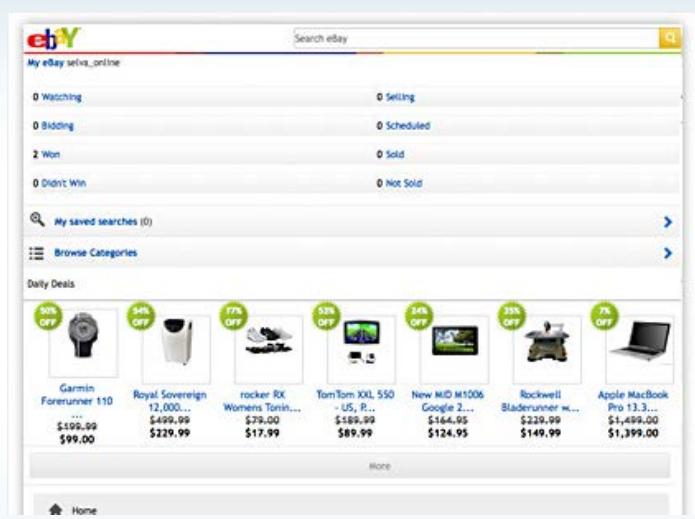 ebY
Search eBay
My eBay selva_online
0 Watching
0 Selling
0 Bidding
0 Scheduled
2 Won
0 Sold
0 Didn't Win
0 Not Sold
My saved searches (0)
Browse Categories
Daily Deals
50% OFF
54% OFF
77% OFF
52% OFF
24% OFF
35% OFF
7% OFF
Garmin
Forerunner 110
...
$199.99
$99.00
Royal Sovereign
12,000...
$499.99
$229.99
rocker RX
Womens Tonin...
$79.00
$17.99
TomTom XXL 550
- US, P...
$189.99
$89.99
New MID M1006
Google 2...
$164.95
$124.95
Rockwell
Bladerunner w...
$229.99
$149.99
Apple MacBook
Pro 13.3...
$1,499.00
$1,399.00
More
Home